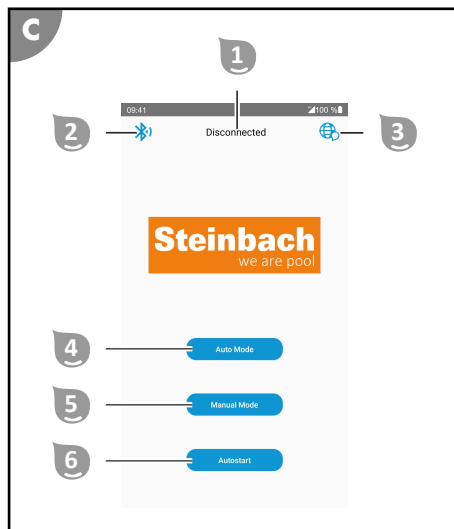 C
1
09:41 100 %
2 Disconnected 3
Steinbach
we are pool
4 Auto Mode
5 Manual Mode
6 Autostart